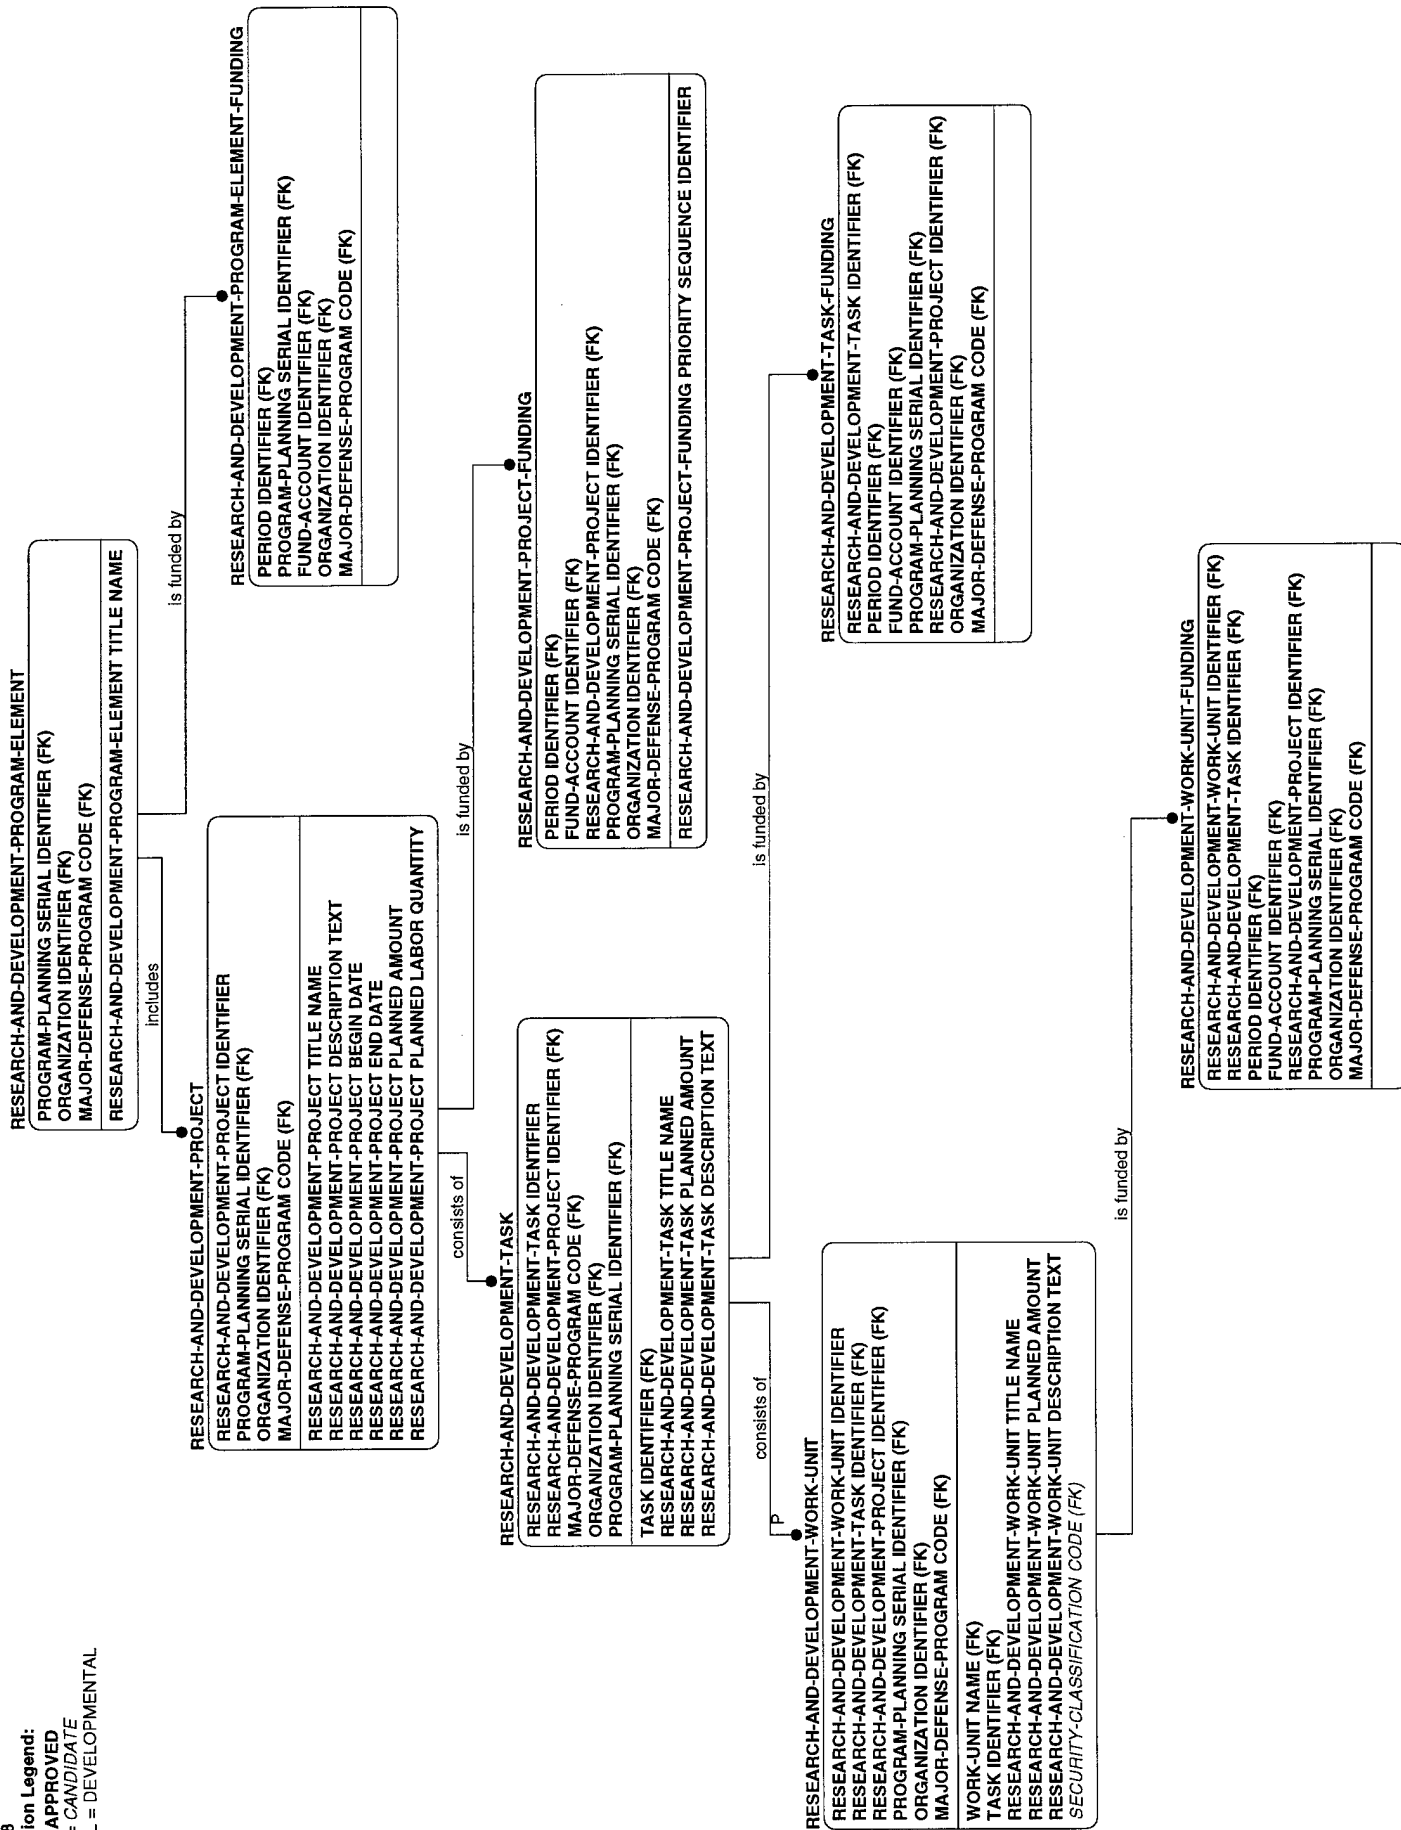 B
ion Legend:
APPROVED
= CANDIDATE
= DEVELOPMENTAL
RESEARCH-AND-DEVELOPMENT-PROGRAM-ELEMENT
PROGRAM-PLANNING SERIAL IDENTIFIER (FK)
ORGANIZATION IDENTIFIER (FK)
MAJOR-DEFENSE-PROGRAM CODE (FK)
RESEARCH-AND-DEVELOPMENT-PROGRAM-ELEMENT TITLE NAME
includes
is funded by
RESEARCH-AND-DEVELOPMENT-PROJECT
RESEARCH-AND-DEVELOPMENT-PROJECT IDENTIFIER
PROGRAM-PLANNING SERIAL IDENTIFIER (FK)
ORGANIZATION IDENTIFIER (FK)
MAJOR-DEFENSE-PROGRAM CODE (FK)
RESEARCH-AND-DEVELOPMENT-PROJECT TITLE NAME
RESEARCH-AND-DEVELOPMENT-PROJECT DESCRIPTION TEXT
RESEARCH-AND-DEVELOPMENT-PROJECT BEGIN DATE
RESEARCH-AND-DEVELOPMENT-PROJECT END DATE
RESEARCH-AND-DEVELOPMENT-PROJECT PLANNED AMOUNT
RESEARCH-AND-DEVELOPMENT-PROJECT PLANNED LABOR QUANTITY
RESEARCH-AND-DEVELOPMENT-PROGRAM-ELEMENT-FUNDING
PERIOD IDENTIFIER (FK)
PROGRAM-PLANNING SERIAL IDENTIFIER (FK)
FUND-ACCOUNT IDENTIFIER (FK)
ORGANIZATION IDENTIFIER (FK)
MAJOR-DEFENSE-PROGRAM CODE (FK)
consists of
is funded by
RESEARCH-AND-DEVELOPMENT-TASK
RESEARCH-AND-DEVELOPMENT-TASK IDENTIFIER
RESEARCH-AND-DEVELOPMENT-PROJECT IDENTIFIER (FK)
MAJOR-DEFENSE-PROGRAM CODE (FK)
ORGANIZATION IDENTIFIER (FK)
PROGRAM-PLANNING SERIAL IDENTIFIER (FK)
TASK IDENTIFIER (FK)
RESEARCH-AND-DEVELOPMENT-TASK TITLE NAME
RESEARCH-AND-DEVELOPMENT-TASK PLANNED AMOUNT
RESEARCH-AND-DEVELOPMENT-TASK DESCRIPTION TEXT
RESEARCH-AND-DEVELOPMENT-PROJECT-FUNDING
PERIOD IDENTIFIER (FK)
FUND-ACCOUNT IDENTIFIER (FK)
RESEARCH-AND-DEVELOPMENT-PROJECT IDENTIFIER (FK)
PROGRAM-PLANNING SERIAL IDENTIFIER (FK)
ORGANIZATION IDENTIFIER (FK)
MAJOR-DEFENSE-PROGRAM CODE (FK)
RESEARCH-AND-DEVELOPMENT-PROJECT-FUNDING PRIORITY SEQUENCE IDENTIFIER
consists of
P
is funded by
RESEARCH-AND-DEVELOPMENT-WORK-UNIT
RESEARCH-AND-DEVELOPMENT-WORK-UNIT IDENTIFIER
RESEARCH-AND-DEVELOPMENT-TASK IDENTIFIER (FK)
RESEARCH-AND-DEVELOPMENT-PROJECT IDENTIFIER (FK)
PROGRAM-PLANNING SERIAL IDENTIFIER (FK)
ORGANIZATION IDENTIFIER (FK)
MAJOR-DEFENSE-PROGRAM CODE (FK)
WORK-UNIT NAME (FK)
TASK IDENTIFIER (FK)
RESEARCH-AND-DEVELOPMENT-WORK-UNIT TITLE NAME
RESEARCH-AND-DEVELOPMENT-WORK-UNIT PLANNED AMOUNT
RESEARCH-AND-DEVELOPMENT-WORK-UNIT DESCRIPTION TEXT
SECURITY-CLASSIFICATION CODE (FK)
RESEARCH-AND-DEVELOPMENT-TASK-FUNDING
RESEARCH-AND-DEVELOPMENT-TASK IDENTIFIER (FK)
PERIOD IDENTIFIER (FK)
FUND-ACCOUNT IDENTIFIER (FK)
PROGRAM-PLANNING SERIAL IDENTIFIER (FK)
RESEARCH-AND-DEVELOPMENT-PROJECT IDENTIFIER (FK)
ORGANIZATION IDENTIFIER (FK)
MAJOR-DEFENSE-PROGRAM CODE (FK)
is funded by
RESEARCH-AND-DEVELOPMENT-WORK-UNIT-FUNDING
RESEARCH-AND-DEVELOPMENT-WORK-UNIT IDENTIFIER (FK)
RESEARCH-AND-DEVELOPMENT-TASK IDENTIFIER (FK)
PERIOD IDENTIFIER (FK)
FUND-ACCOUNT IDENTIFIER (FK)
RESEARCH-AND-DEVELOPMENT-PROJECT IDENTIFIER (FK)
PROGRAM-PLANNING SERIAL IDENTIFIER (FK)
ORGANIZATION IDENTIFIER (FK)
MAJOR-DEFENSE-PROGRAM CODE (FK)